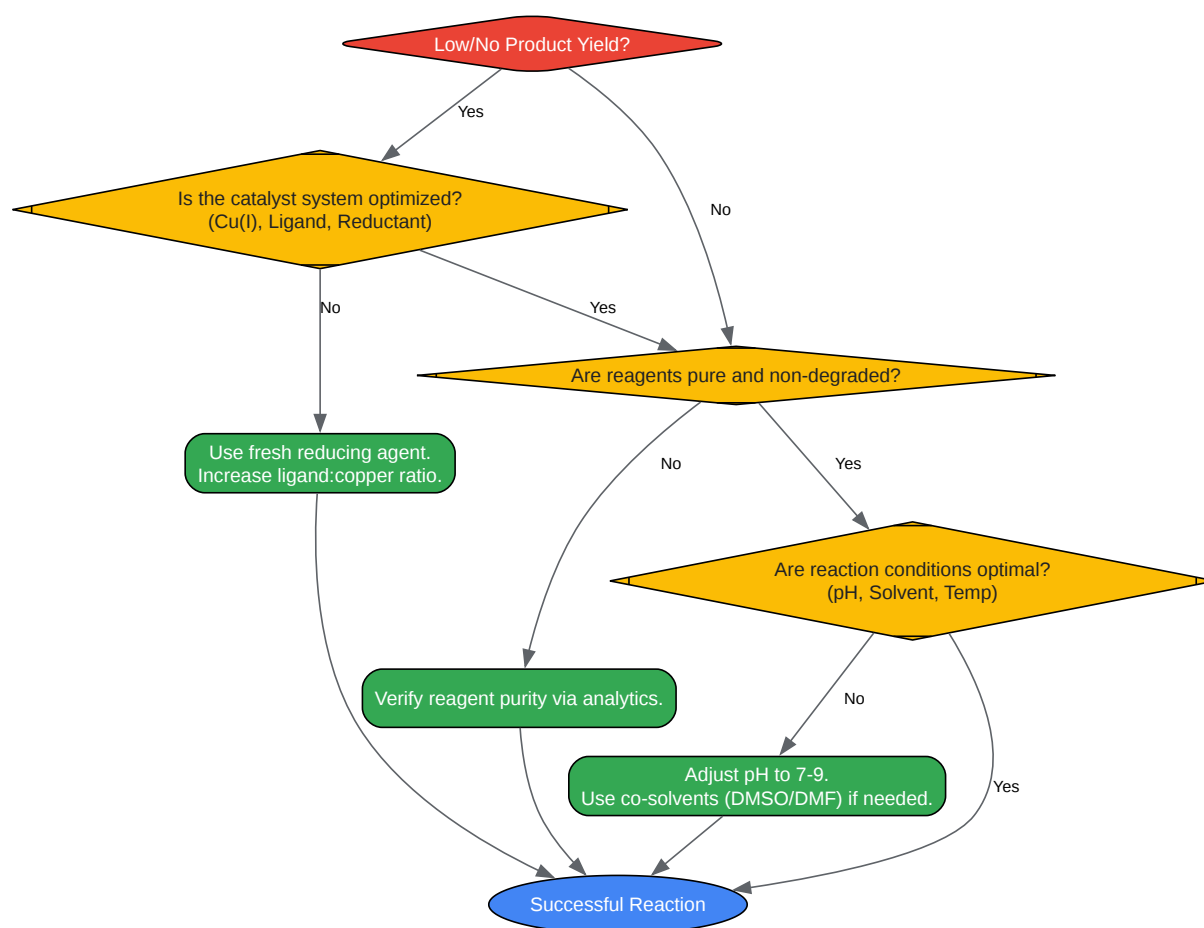 Low/No Product Yield?
Yes
Is the catalyst system optimized?
(Cu(I), Ligand, Reductant)
No
No
Yes
Are reagents pure and non-degraded?
Use fresh reducing agent.
Increase ligand:copper ratio.
No
Yes
Are reaction conditions optimal?
(pH, Solvent, Temp)
Verify reagent purity via analytics.
No
Adjust pH to 7-9.
Use co-solvents (DMSO/DMF) if needed.
Yes
Successful Reaction